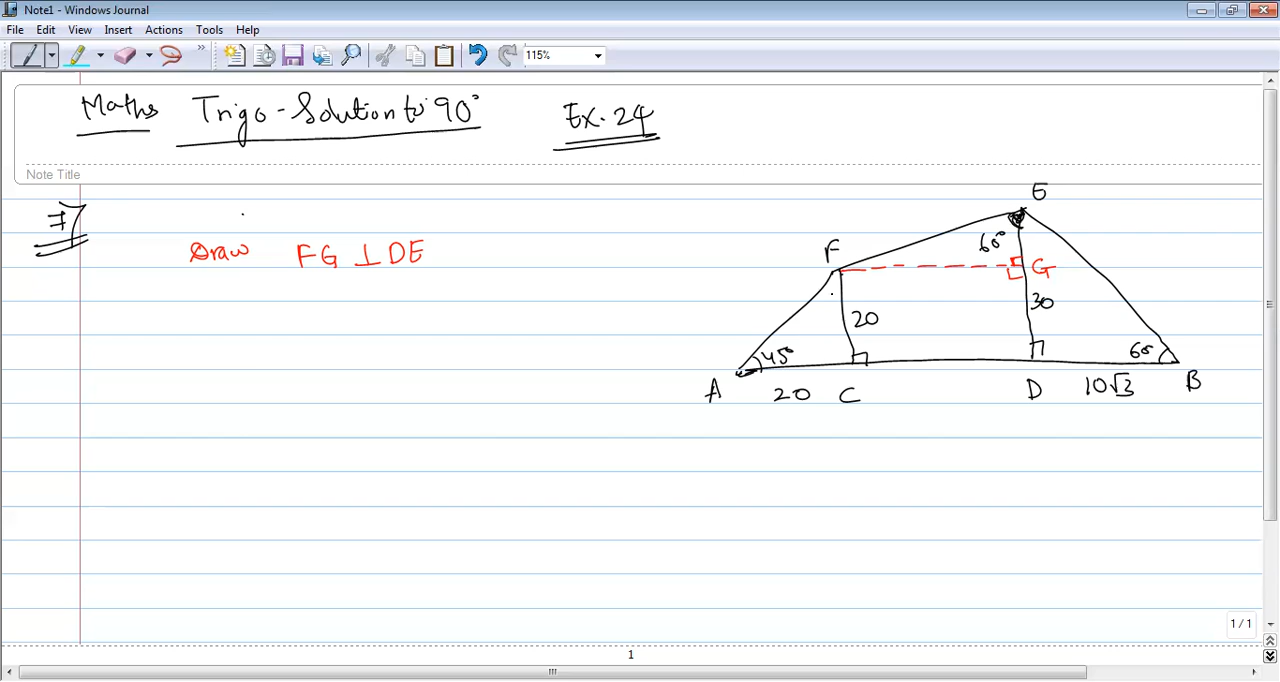 Note1 - Windows Journal
File Edit View Insert Actions Tools Help
115%
Maths Trigo - Solution to 90° Ex. 24
Note Title
7
Draw FG ⊥ DE
E
F 60°
G
20 30
45° 60
A 20 C D 10√3 B
1 / 1
1